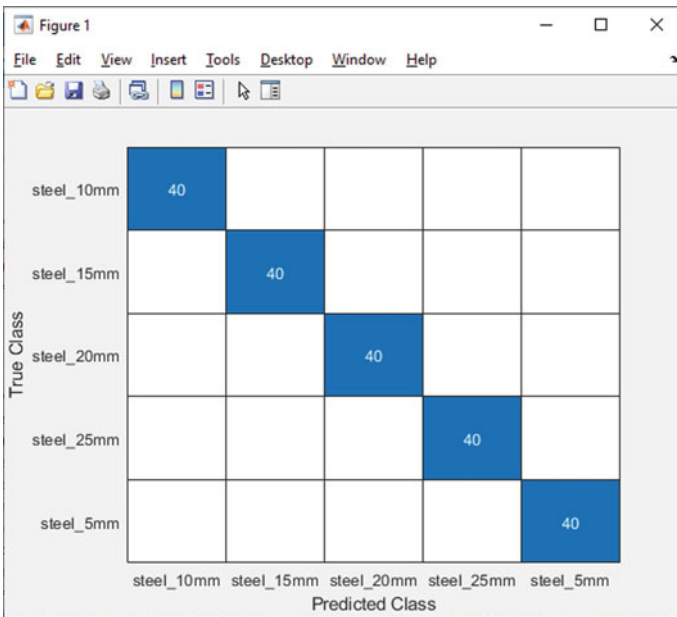 Figure 1
File Edit View Insert Tools Desktop Window Help
steel_10mm 40
steel_15mm 40
steel_20mm 40
steel_25mm 40
steel_5mm 40
True Class
steel_10mm steel_15mm steel_20mm steel_25mm steel_5mm
Predicted Class